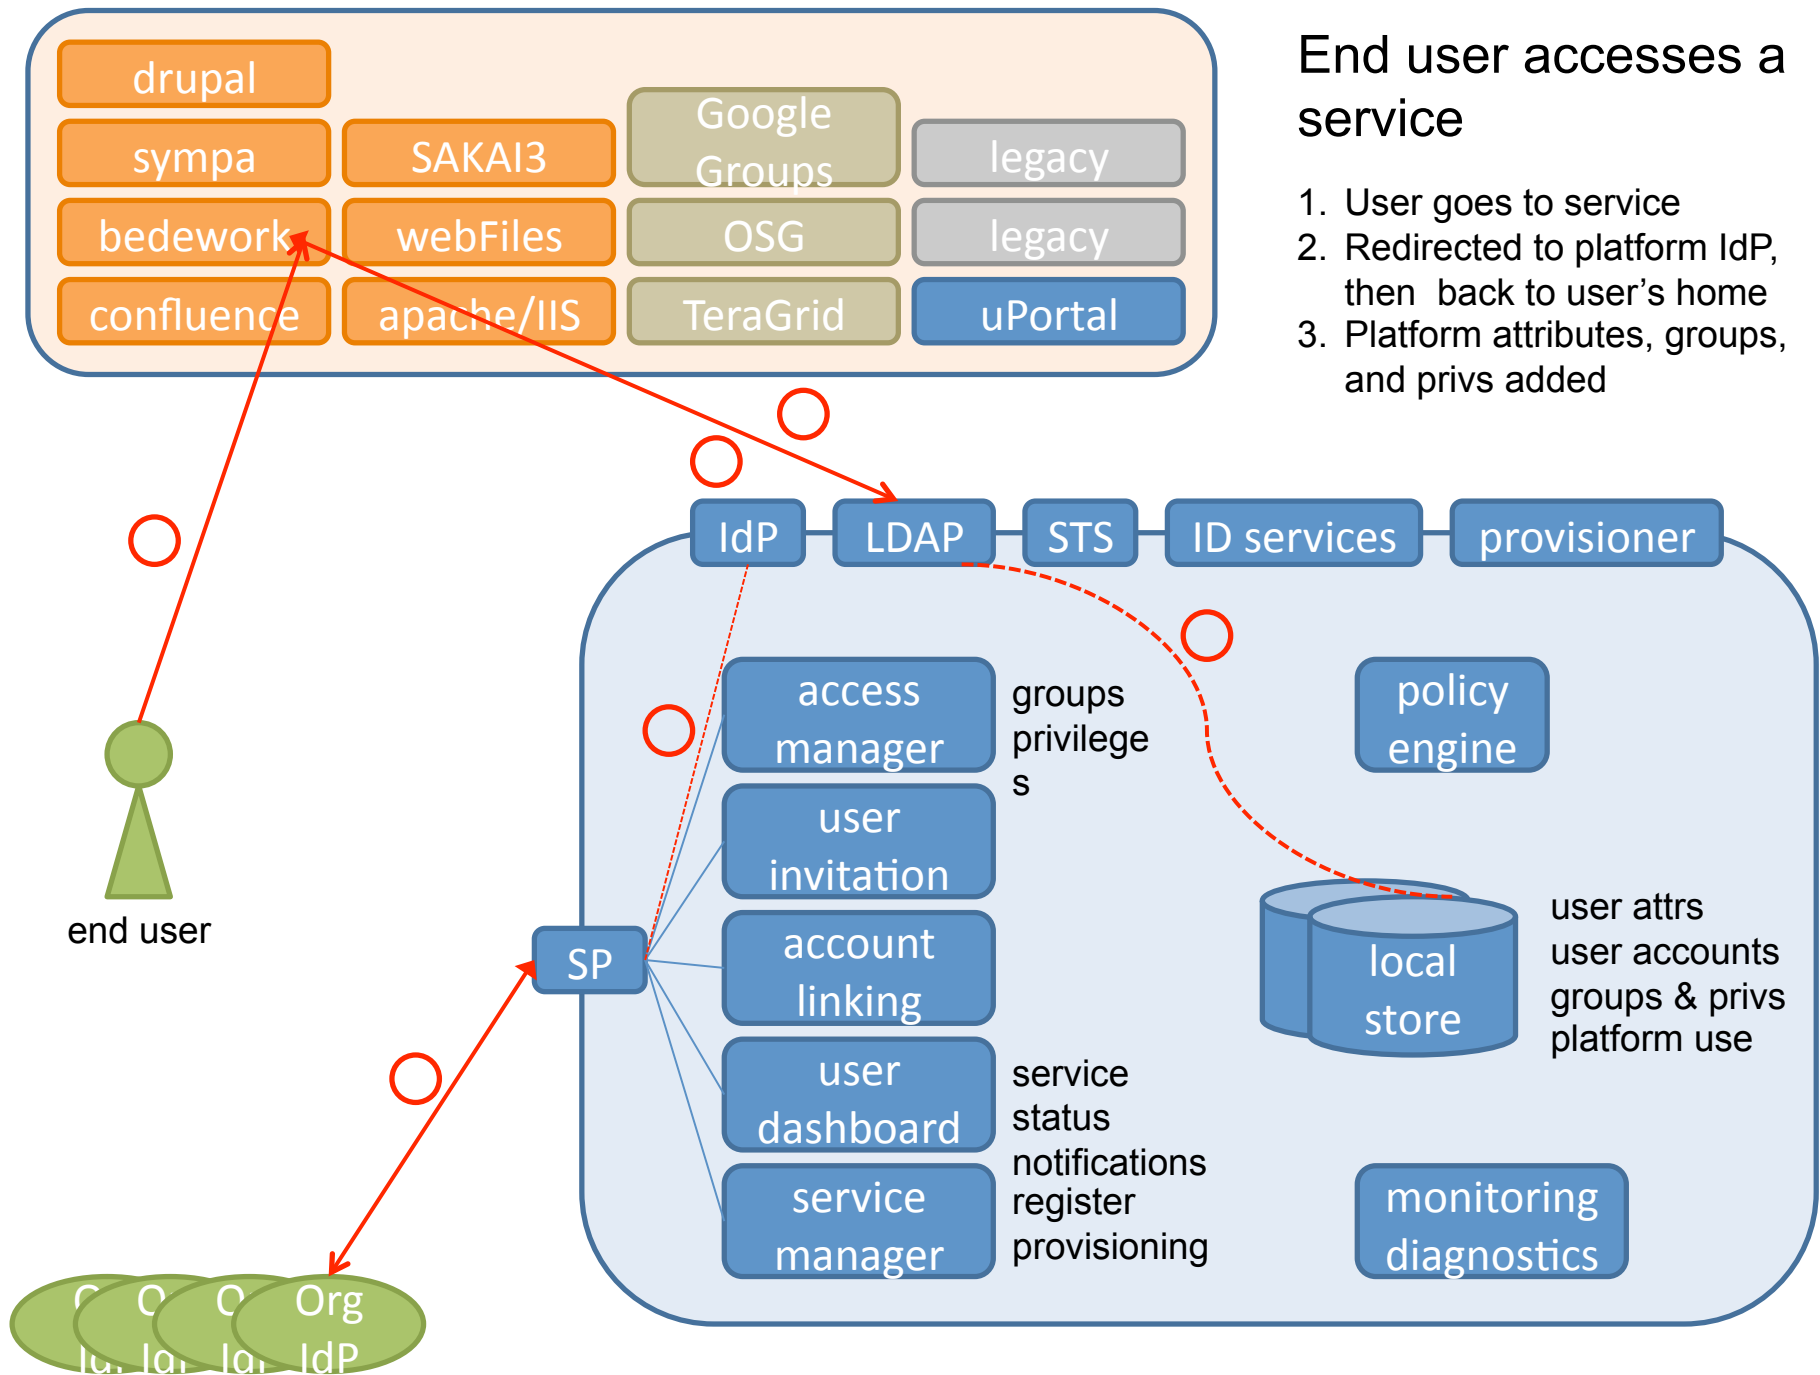 End user accesses a
service
1. User goes to service
2. Redirected to platform IdP,
then back to user’s home
3. Platform attributes, groups,
and privs added
drupal
sympa
SAKAI3
Google
Groups
legacy
bedework
webFiles
OSG
legacy
confluence
apache/IIS
TeraGrid
uPortal
IdP
LDAP
STS
ID services
provisioner
access
manager
groups
privilege
s
policy
engine
user
invitation
end user
SP
account
linking
local
store
user attrs
user accounts
groups & privs
platform use
user
dashboard
service
status
notifications
service
manager
register
provisioning
monitoring
diagnostics
Org
IdP